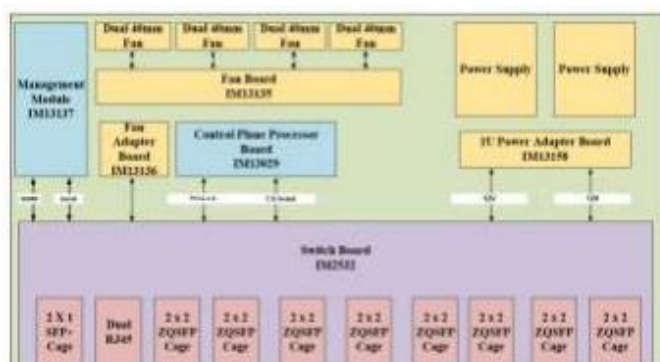 Dual 40mm
Fan
Dual 40mm
Fan
Dual 40mm
Fan
Dual 40mm
Fan
Management
Module
IM13137
Fan Board
IM13135
Power Supply
Power Supply
Fan
Adapter
Board
IM13136
Control Plane Processor
Board
IM13029
1U Power Adapter Board
IM13158
12V
12V
Switch Board
IM2532
2 X 1
SFP+
Cage
Dual
RJ45
2 x 2
ZQSFP
Cage
2 x 2
ZQSFP
Cage
2 x 2
ZQSFP
Cage
2 x 2
ZQSFP
Cage
2 x 2
ZQSFP
Cage
2 x 2
ZQSFP
Cage
2 x 2
ZQSFP
Cage
2 x 2
ZQSFP
Cage